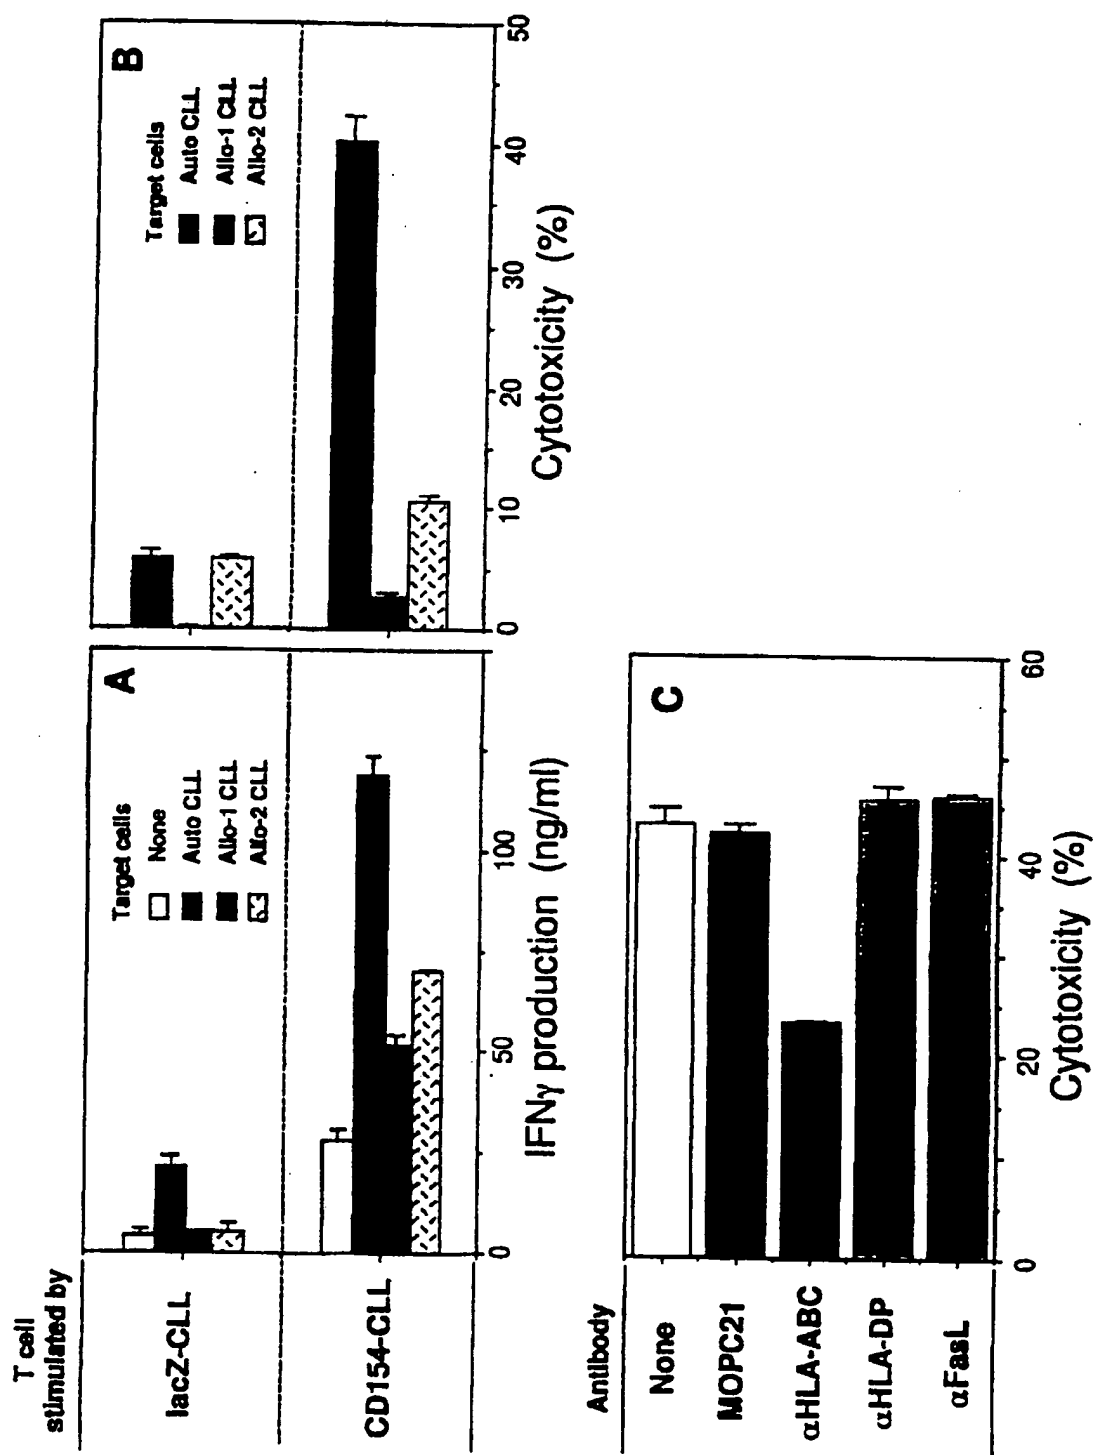 T cell
stimulated by
lacZ-CLL
CD154-CLL
A
Target cells
None
Auto CLL
Allo-1 CLL
Allo-2 CLL
0
50
100
IFNγ production (ng/ml)
B
Target cells
Auto CLL
Allo-1 CLL
Allo-2 CLL
0
10
20
30
40
50
Cytotoxicity (%)
Antibody
None
MOPC21
αHLA-ABC
αHLA-DP
αFasL
C
0
20
40
60
Cytotoxicity (%)